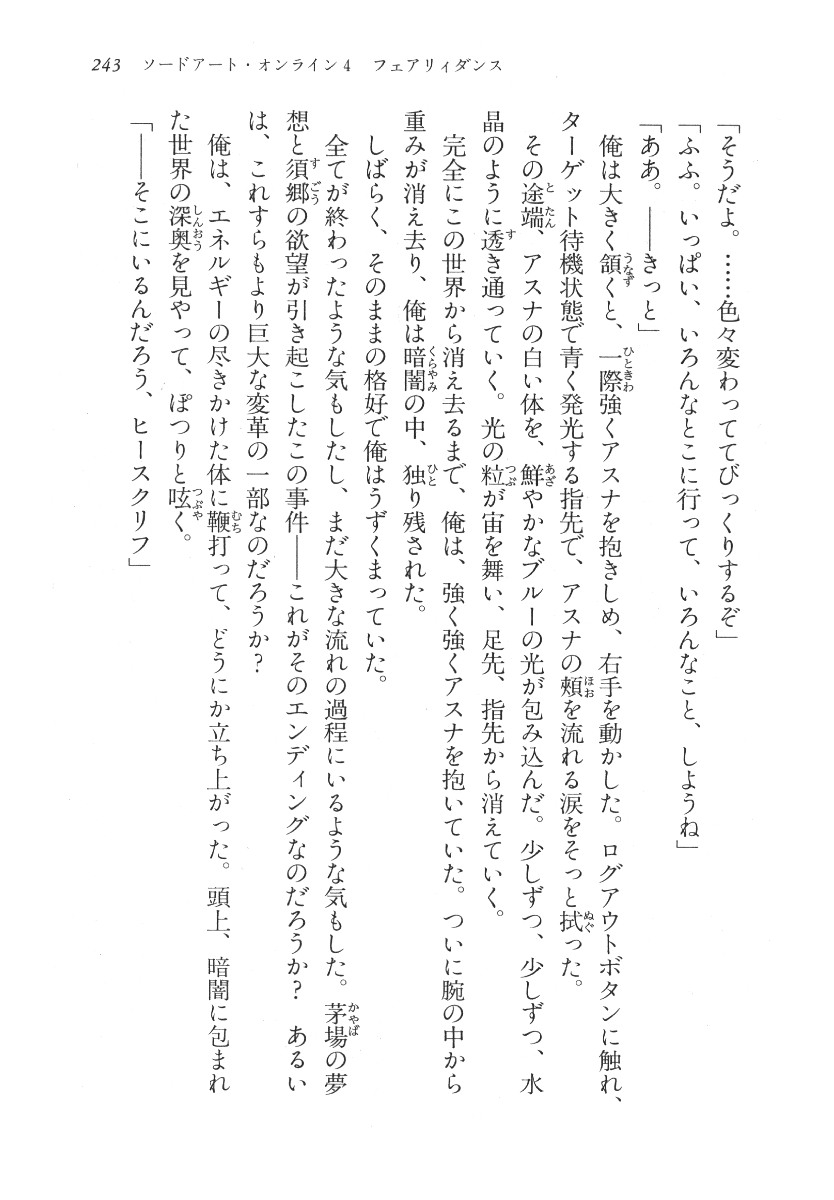 243　ソードアート・オンライン4　フェアリィダンス
「そうだよ。……色々変わっててびっくりするぞ」
「ふふ。いっぱい、いろんなとこに行って、いろんなこと、しようね」
「ああ。――きっと」
　俺は大きく頷くと、一際強くアスナを抱きしめ、右手を動かした。ログアウトボタンに触れ、
ターゲット待機状態で青く発光する指先で、アスナの頬を流れる涙をそっと拭った。
　その途端、アスナの白い体を、鮮やかなブルーの光が包み込んだ。少しずつ、少しずつ、水
晶のように透き通っていく。光の粒が宙を舞い、足先、指先から消えていく。
　完全にこの世界から消え去るまで、俺は、強く強くアスナを抱いていた。ついに腕の中から
重みが消え去り、俺は暗闇の中、独り残された。
　しばらく、そのままの格好で俺はうずくまっていた。
　全てが終わったような気もしたし、まだ大きな流れの過程にいるような気もした。茅場の夢
想と須郷の欲望が引き起こしたこの事件――これがそのエンディングなのだろうか？　あるい
は、これすらもより巨大な変革の一部なのだろうか？
　俺は、エネルギーの尽きかけた体に鞭打って、どうにか立ち上がった。頭上、暗闇に包まれ
た世界の深奥を見やって、ぽつりと呟く。
「――そこにいるんだろう、ヒースクリフ」